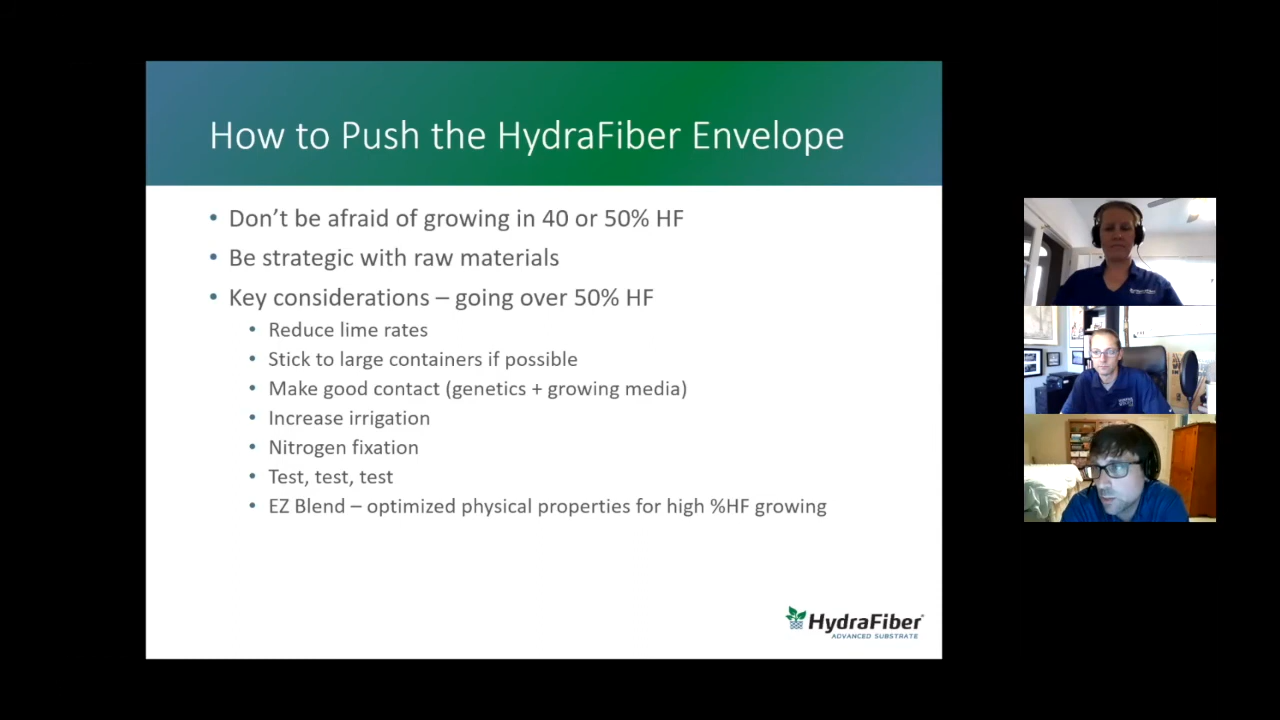 How to Push the HydraFiber Envelope
• Don't be afraid of growing in 40 or 50% HF
• Be strategic with raw materials
• Key considerations – going over 50% HF
• Reduce lime rates
• Stick to large containers if possible
• Make good contact (genetics + growing media)
• Increase irrigation
• Nitrogen fixation
• Test, test, test
• EZ Blend – optimized physical properties for high %HF growing
HydraFiber®
ADVANCED SUBSTRATE